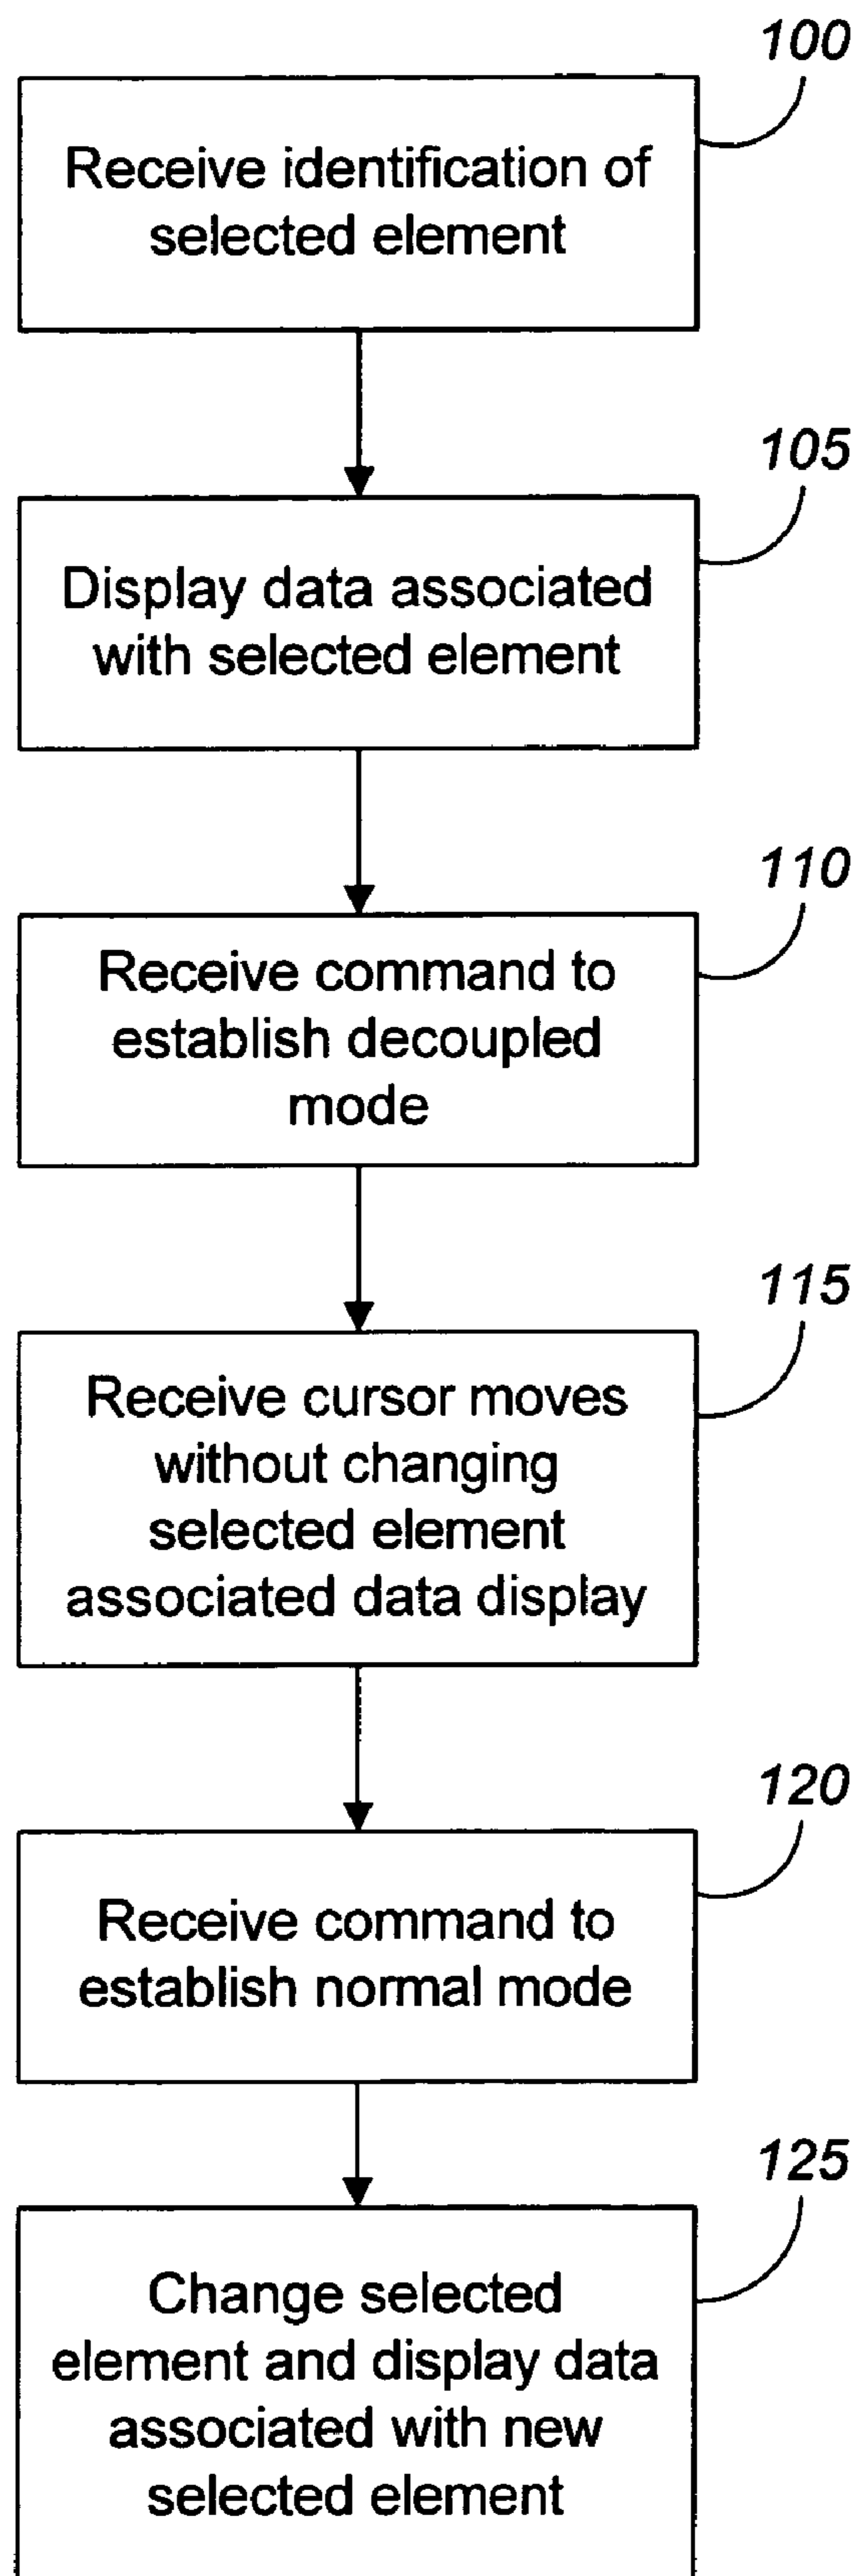 100
Receive identification of
selected element
105
Display data associated
with selected element
110
Receive command to
establish decoupled
mode
115
Receive cursor moves
without changing
selected element
associated data display
120
Receive command to
establish normal mode
125
Change selected
element and display data
associated with new
selected element